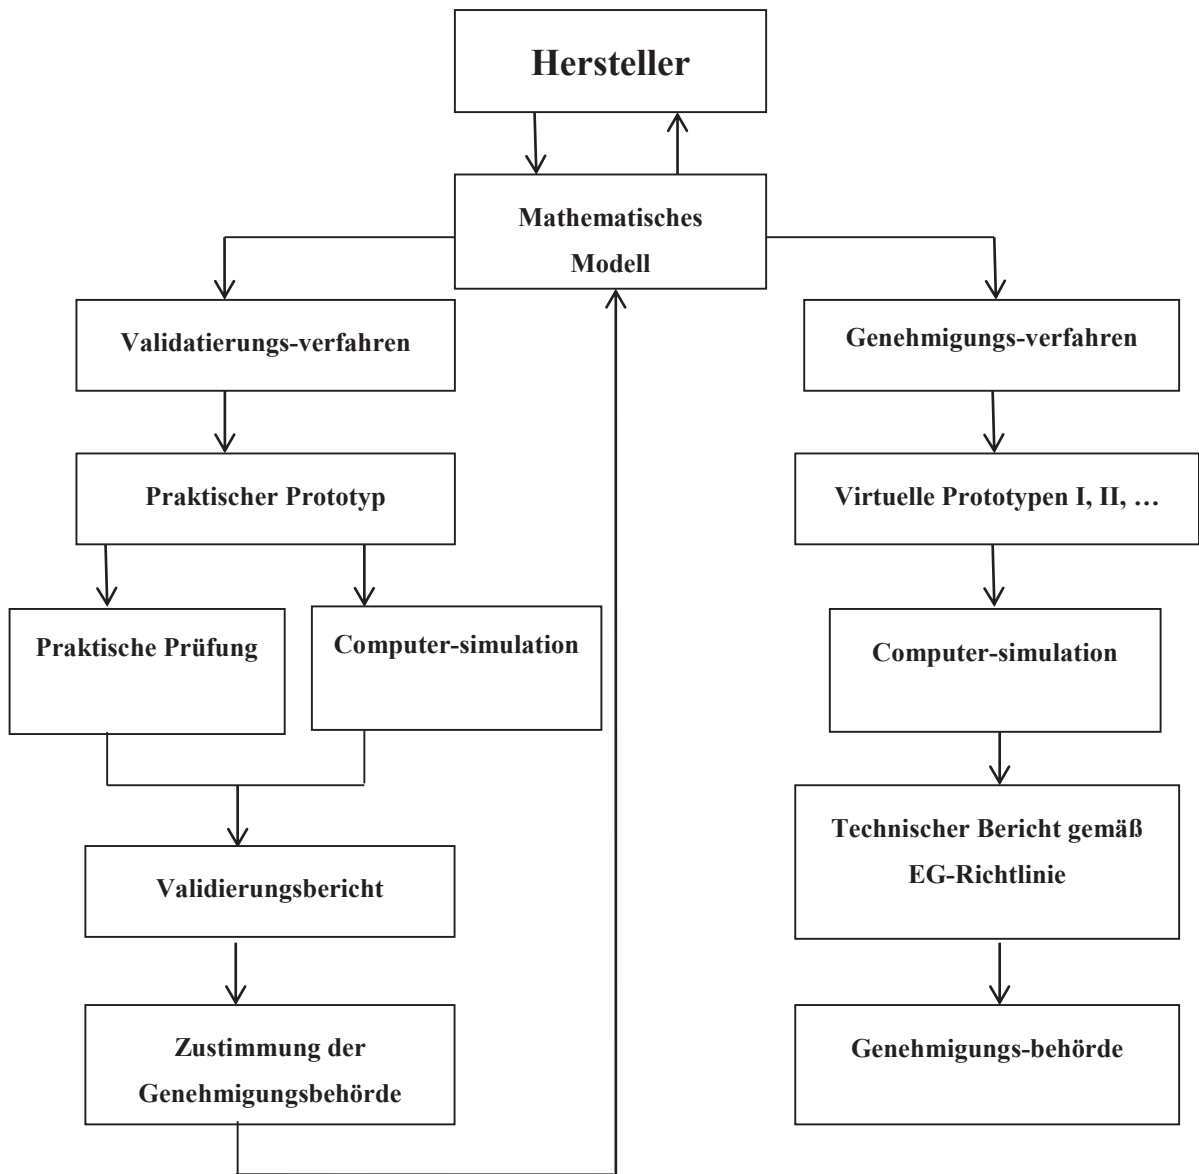 Hersteller
Mathematisches
Modell
Validatierungs-verfahren
Genehmigungs-verfahren
Praktischer Prototyp
Virtuelle Prototypen I, II, …
Praktische Prüfung
Computer-simulation
Computer-simulation
Technischer Bericht gemäß
EG-Richtlinie
Validierungsbericht
Zustimmung der
Genehmigungsbehörde
Genehmigungs-behörde